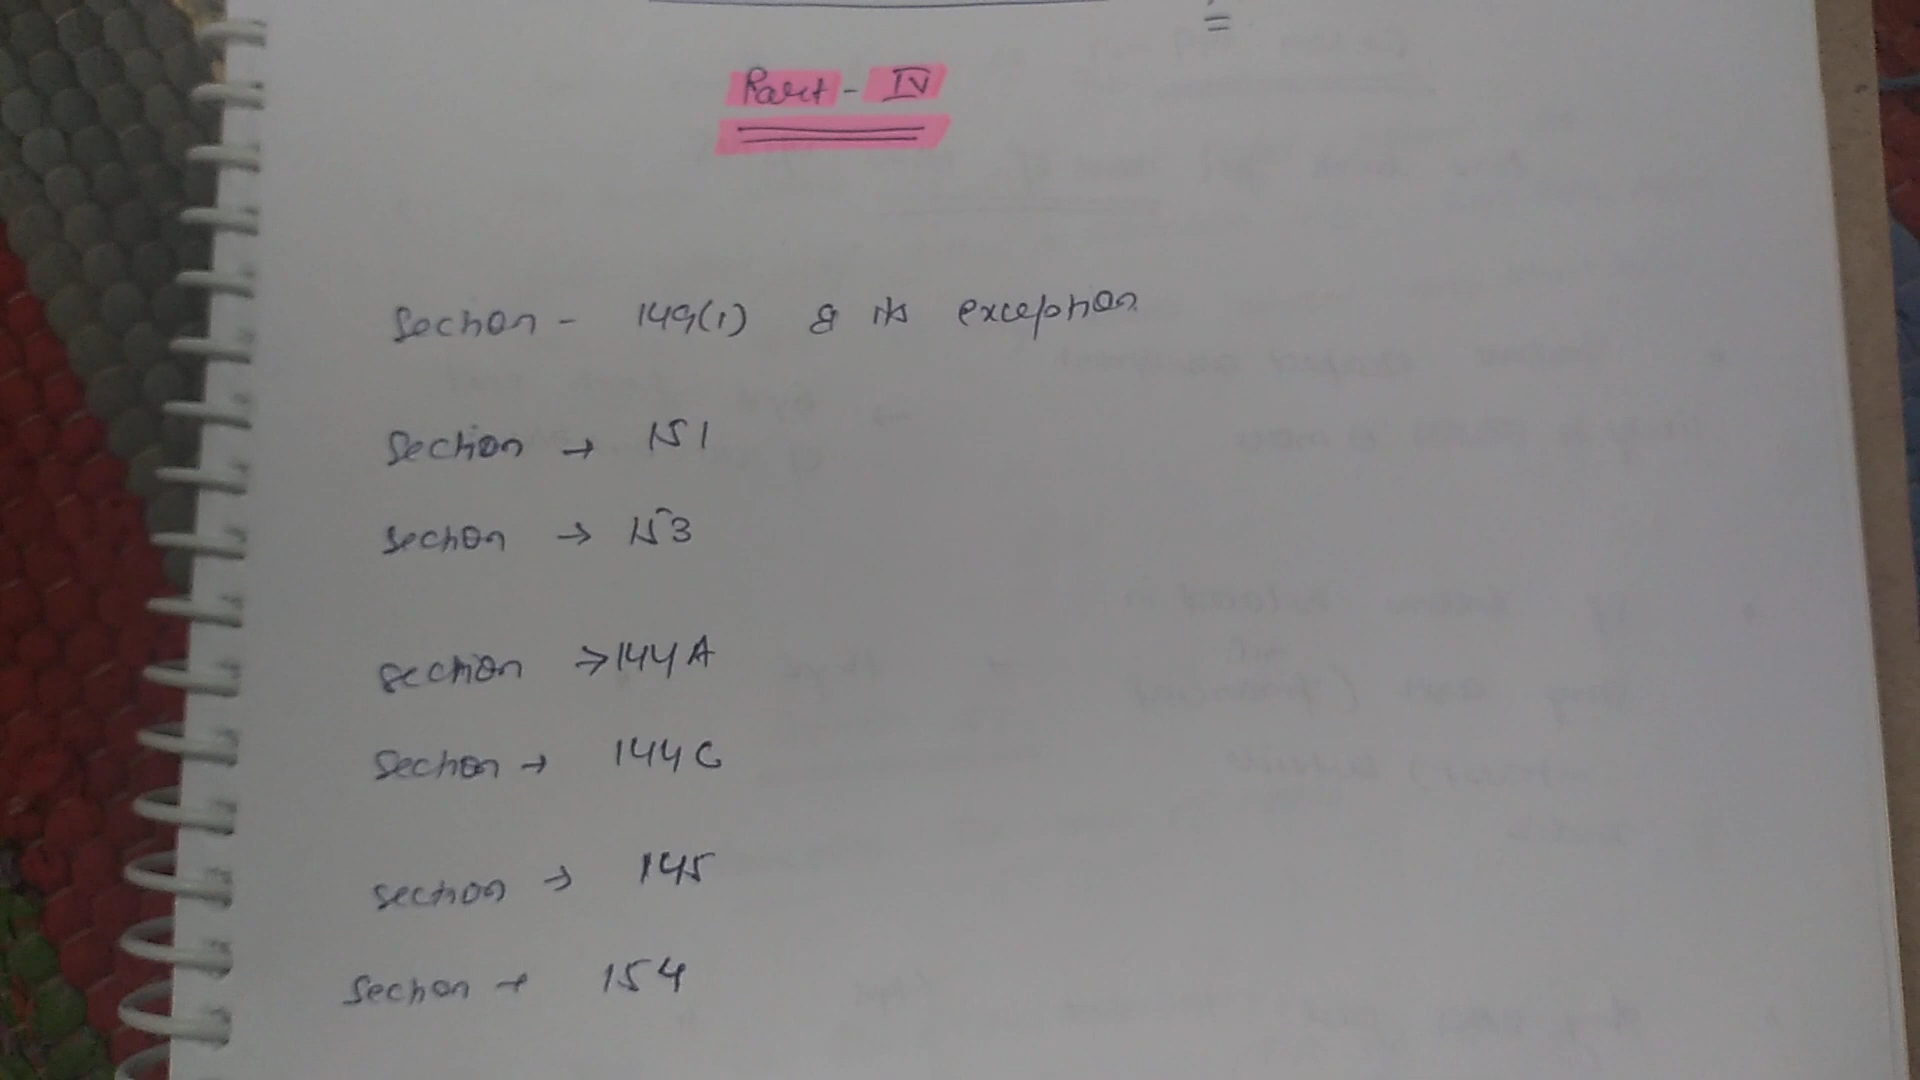 Part - IV
Section - 149(1) & its exception
Section → 151
Section → 153
Section → 144A
Section → 144C
Section → 145
Section → 154